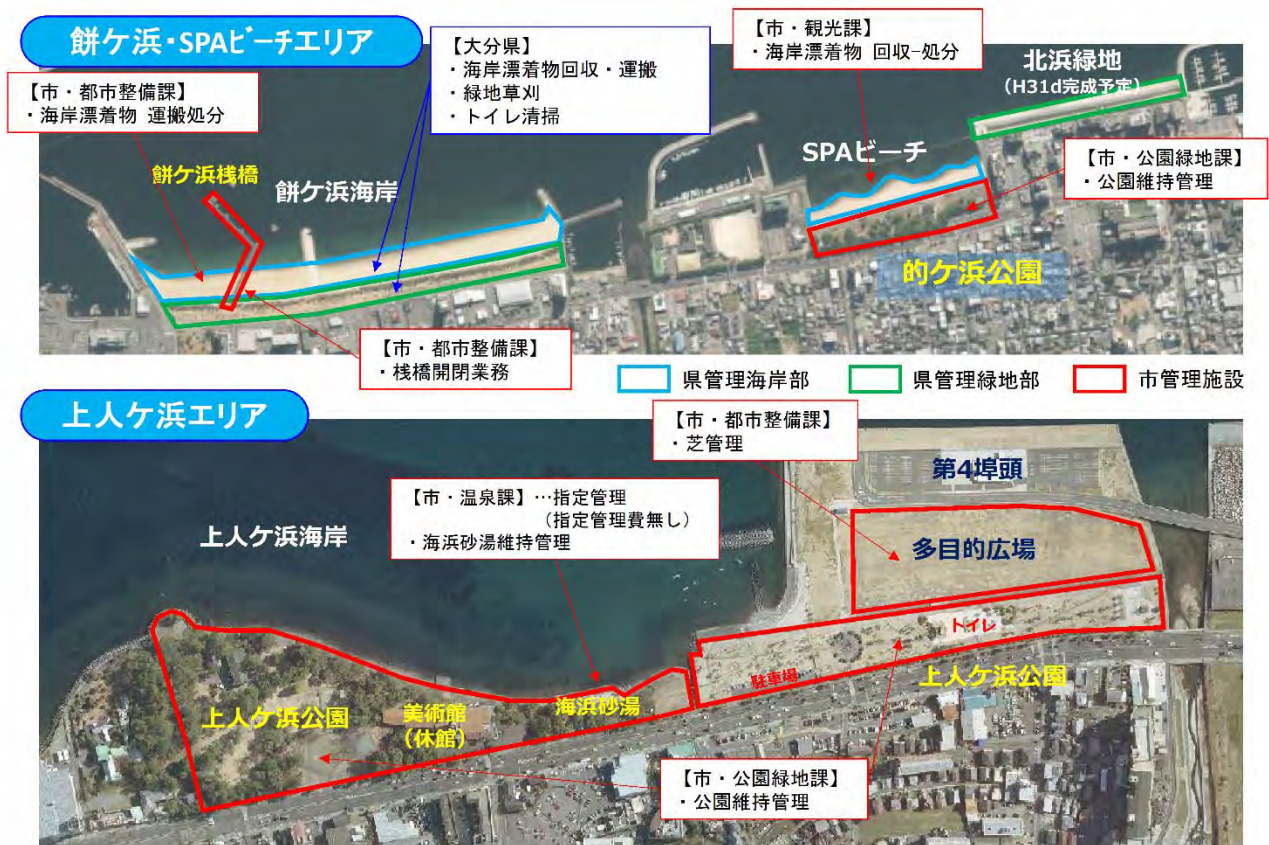 餅ケ浜・SPAビーチエリア
【市・都市整備課】
・海岸漂着物 運搬処分
【大分県】
・海岸漂着物回収・運搬
・緑地草刈
・トイレ清掃
【市・観光課】
・海岸漂着物 回収-処分
北浜緑地
（H31d完成予定）
餅ケ浜桟橋
餅ケ浜海岸
SPAビーチ
【市・公園緑地課】
・公園維持管理
的ケ浜公園
【市・都市整備課】
・桟橋開閉業務
県管理海岸部
県管理緑地部
市管理施設
上人ケ浜エリア
【市・都市整備課】
・芝管理
第4埠頭
【市・温泉課】…指定管理
（指定管理費無し）
・海浜砂湯維持管理
上人ケ浜海岸
多目的広場
トイレ
駐車場
上人ケ浜公園
上人ケ浜公園
美術館
（休館）
海浜砂湯
【市・公園緑地課】
・公園維持管理